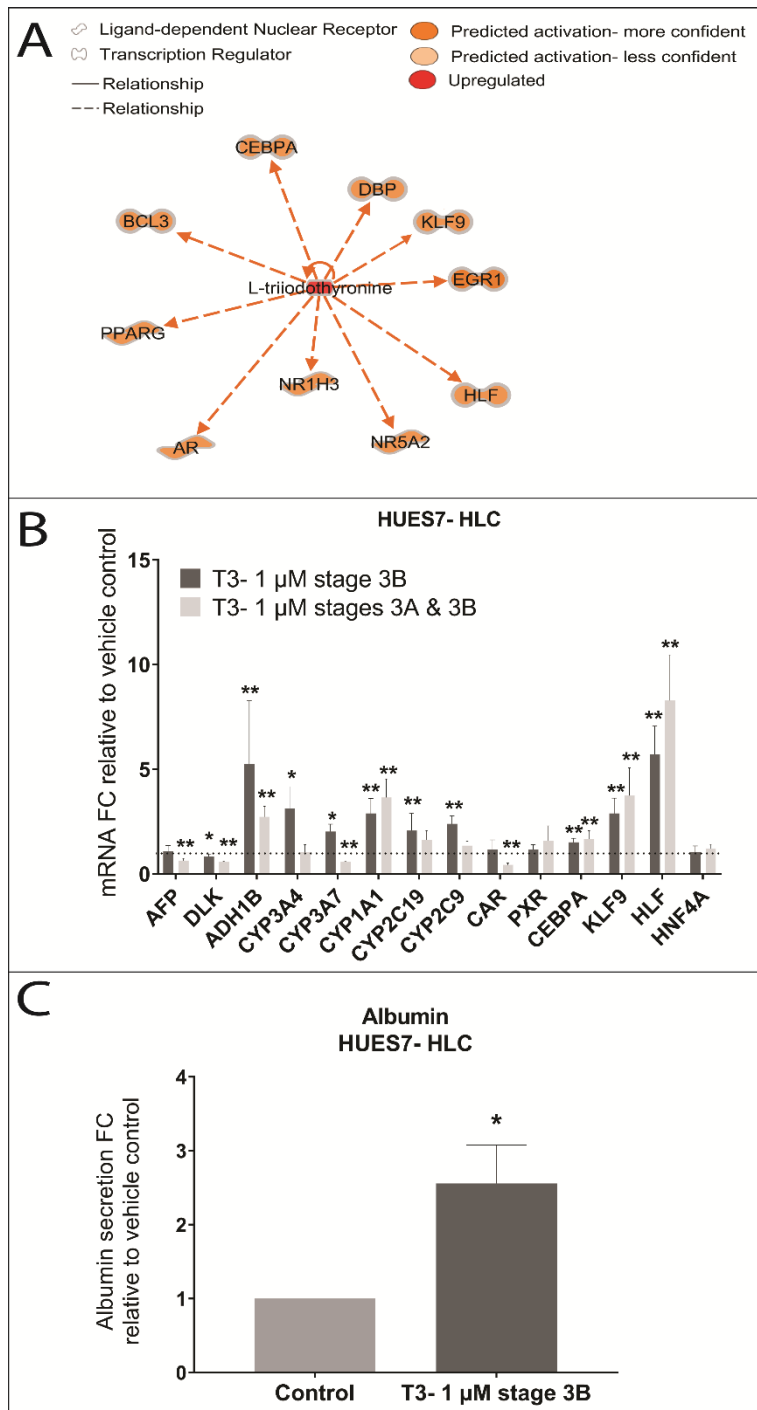 A
Ligand-dependent Nuclear Receptor
Transcription Regulator
Relationship
Relationship
Predicted activation- more confident
Predicted activation- less confident
Upregulated
CEBPA
DBP
BCL3
KLF9
EGR1
L-triiodothyronine
PPARG
NR1H3
HLF
AR
NR5A2
B
HUES7- HLC
mRNA FC relative to vehicle control
15
10
5
0
T3- 1 µM stage 3B
T3- 1 µM stages 3A & 3B
** ** ** * * ** * ** ** ** ** ** ** ** ** ** ** ** **
AFP
DLK
ADH1B
CYP3A4
CYP3A7
CYP1A1
CYP2C19
CYP2C9
CAR
PXR
CEBPA
KLF9
HLF
HNF4A
C
Albumin
HUES7- HLC
Albumin secretion FC
relative to vehicle control
4
3
2
1
0
*
Control
T3- 1 µM stage 3B